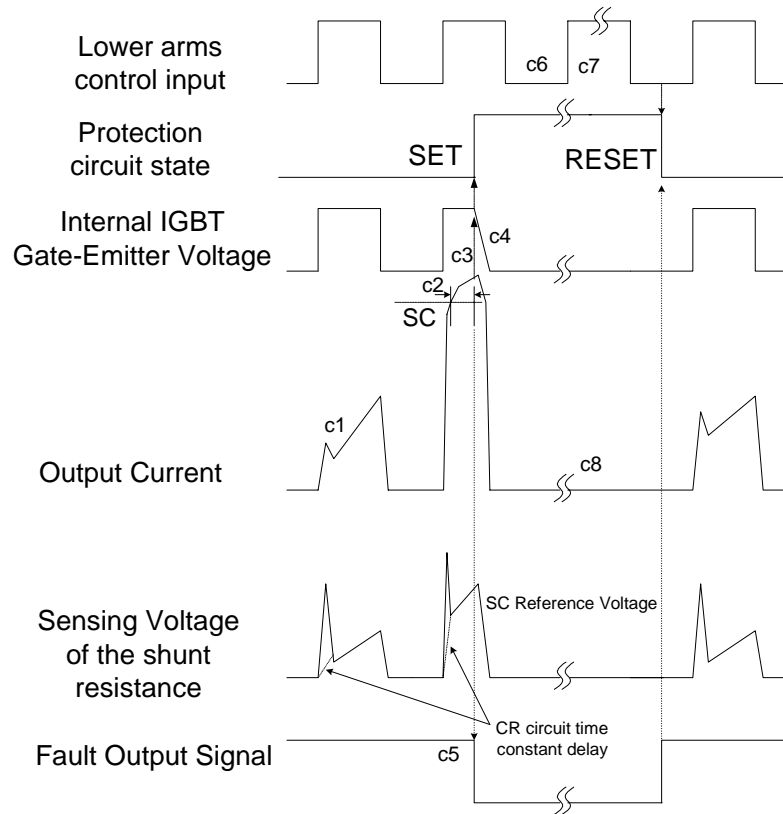 Lower arms
control input
c6
c7
Protection
circuit state
SET
RESET
Internal IGBT
Gate-Emitter Voltage
c4
c3
c2
SC
c1
Output Current
c8
SC Reference Voltage
Sensing Voltage
of the shunt
resistance
CR circuit time
constant delay
Fault Output Signal
c5